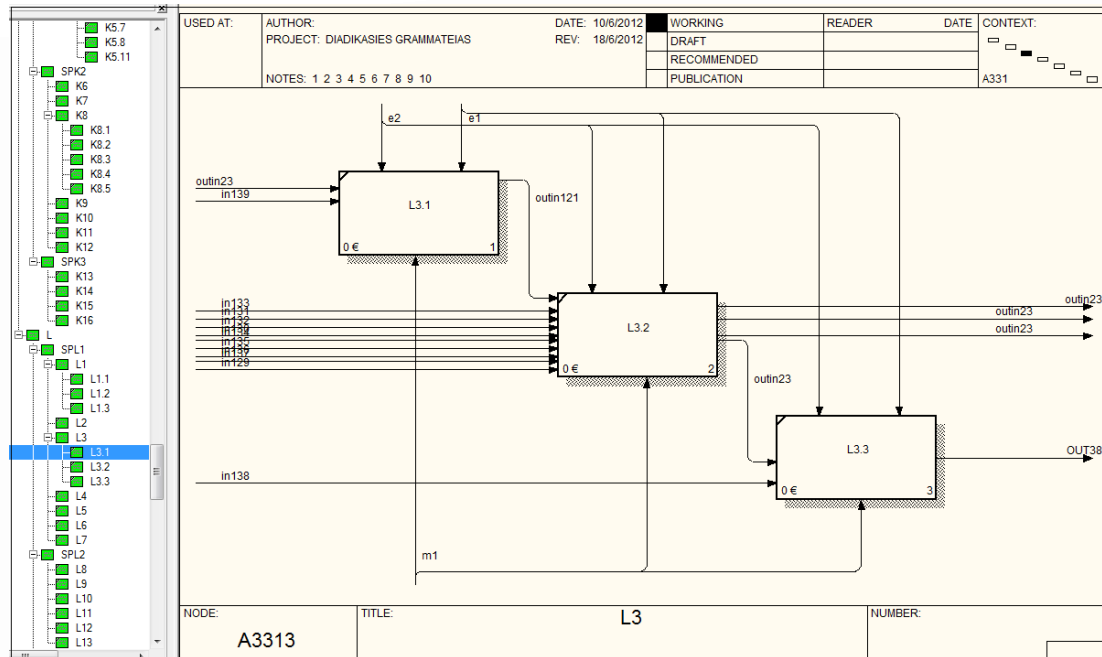 K5.7
K5.8
K5.11
SPK2
K6
K7
K8
K8.1
K8.2
K8.3
K8.4
K8.5
K9
K10
K11
K12
SPK3
K13
K14
K15
K16
L
SPL1
L1
L1.1
L1.2
L1.3
L2
L3
L3.1
L3.2
L3.3
L4
L5
L6
L7
SPL2
L8
L9
L10
L11
L12
L13
USED AT:
AUTHOR:
PROJECT: DIADIKASIES GRAMMATEIAS
NOTES: 1 2 3 4 5 6 7 8 9 10
DATE: 10/6/2012
REV: 18/6/2012
WORKING
DRAFT
RECOMMENDED
PUBLICATION
READER DATE
CONTEXT:
A331
e2
e1
outin23
in139
L3.1
0 €
1
outin121
in133
in131
in132
in134
in135
in129
L3.2
0 €
2
outin23
outin23
outin23
in138
L3.3
0 €
3
OUT38
m1
NODE:
A3313
TITLE:
L3
NUMBER: